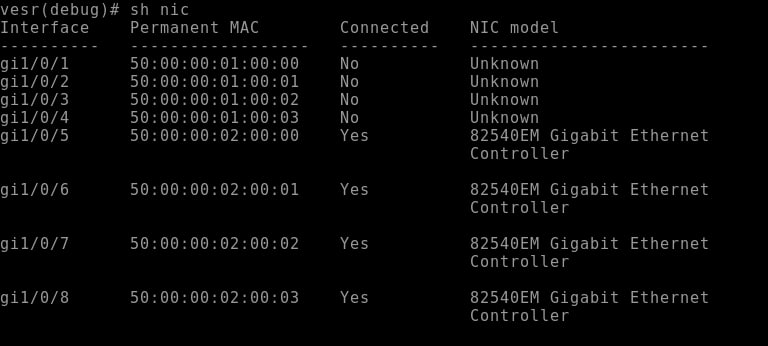 vesr(debug)# sh nic
Interface    Permanent MAC        Connected    NIC model
----------   ------------------   ----------   ------------------------
gi1/0/1      50:00:00:01:00:00    No           Unknown
gi1/0/2      50:00:00:01:00:01    No           Unknown
gi1/0/3      50:00:00:01:00:02    No           Unknown
gi1/0/4      50:00:00:01:00:03    No           Unknown
gi1/0/5      50:00:00:02:00:00    Yes          82540EM Gigabit Ethernet
                                               Controller
gi1/0/6      50:00:00:02:00:01    Yes          82540EM Gigabit Ethernet
                                               Controller
gi1/0/7      50:00:00:02:00:02    Yes          82540EM Gigabit Ethernet
                                               Controller
gi1/0/8      50:00:00:02:00:03    Yes          82540EM Gigabit Ethernet
                                               Controller